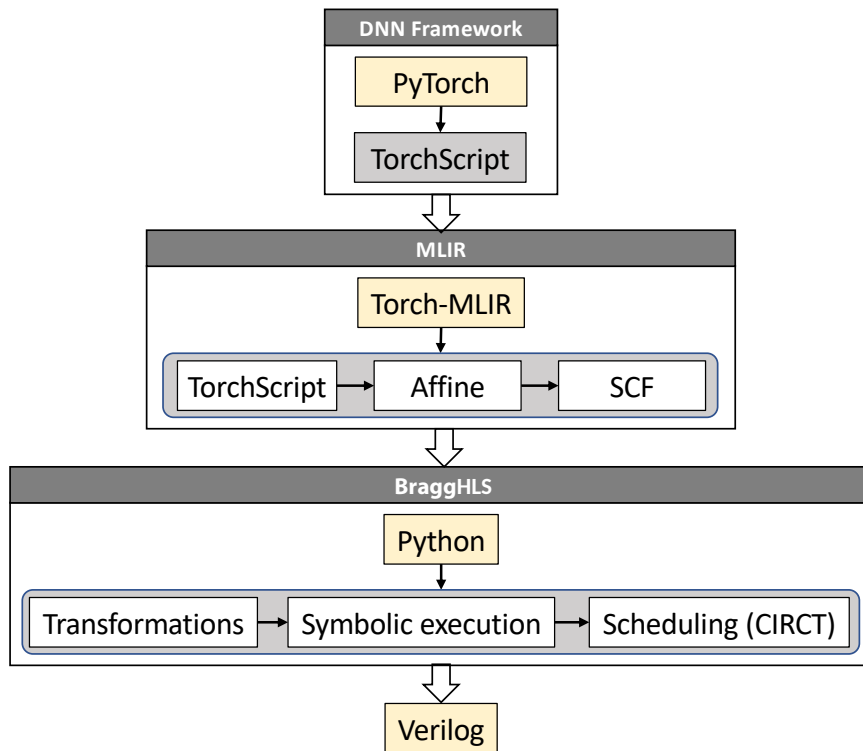 DNN Framework
PyTorch
TorchScript
MLIR
Torch-MLIR
TorchScript Affine SCF
BraggHLS
Python
Transformations Symbolic execution Scheduling (CIRCT)
Verilog